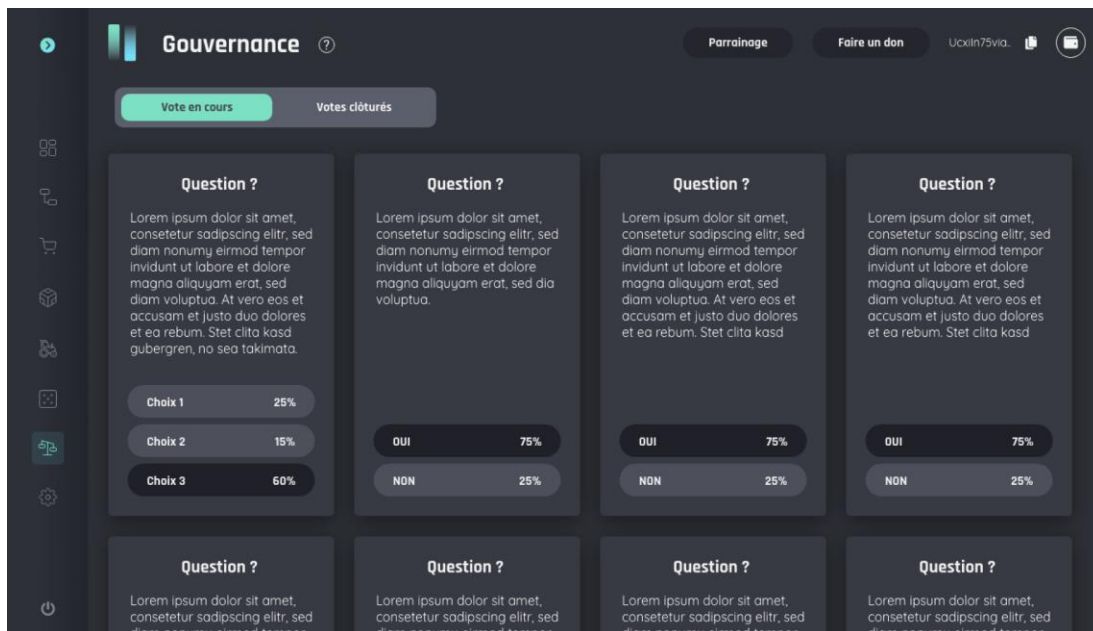 Gouvernance ?
Parrainage
Faire un don
UcxiIn75via..
Vote en cours
Votes clôturés
Question ?
Lorem ipsum dolor sit amet,
consetetur sadipscing elitr, sed
diam nonumy eirmod tempor
invidunt ut labore et dolore
magna aliquyam erat, sed
diam voluptua. At vero eos et
accusam et justo duo dolores
et ea rebum. Stet clita kasd
gubergren, no sea takimata.
Choix 1 25%
Choix 2 15%
Choix 3 60%
Question ?
Lorem ipsum dolor sit amet,
consetetur sadipscing elitr, sed
diam nonumy eirmod tempor
invidunt ut labore et dolore
magna aliquyam erat, sed dia
voluptua.
OUI 75%
NON 25%
Question ?
Lorem ipsum dolor sit amet,
consetetur sadipscing elitr, sed
diam nonumy eirmod tempor
invidunt ut labore et dolore
magna aliquyam erat, sed
diam voluptua. At vero eos et
accusam et justo duo dolores
et ea rebum. Stet clita kasd
OUI 75%
NON 25%
Question ?
Lorem ipsum dolor sit amet,
consetetur sadipscing elitr, sed
diam nonumy eirmod tempor
invidunt ut labore et dolore
magna aliquyam erat, sed
diam voluptua. At vero eos et
accusam et justo duo dolores
et ea rebum. Stet clita kasd
OUI 75%
NON 25%
Question ?
Lorem ipsum dolor sit amet,
consetetur sadipscing elitr, sed
Question ?
Lorem ipsum dolor sit amet,
consetetur sadipscing elitr, sed
Question ?
Lorem ipsum dolor sit amet,
consetetur sadipscing elitr, sed
Question ?
Lorem ipsum dolor sit amet,
consetetur sadipscing elitr, sed